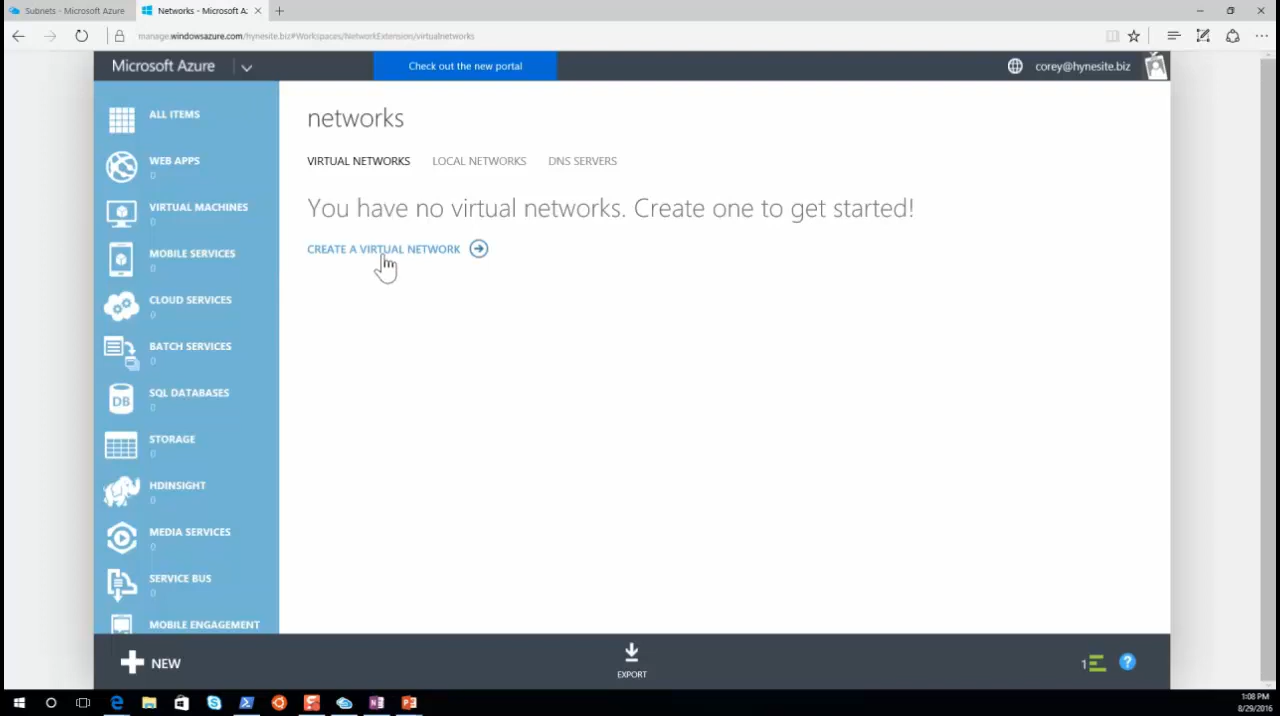 Subnets - Microsoft Azure
Networks - Microsoft A:
manage.windowsazure.com/hynesite.biz#Workspaces/NetworkExtension/virtualnetworks
Microsoft Azure
Check out the new portal
corey@hynesite.biz
ALL ITEMS
WEB APPS
0
VIRTUAL MACHINES
0
MOBILE SERVICES
0
CLOUD SERVICES
0
BATCH SERVICES
0
SQL DATABASES
0
DB
STORAGE
0
HDINSIGHT
0
MEDIA SERVICES
0
SERVICE BUS
0
MOBILE ENGAGEMENT
networks
VIRTUAL NETWORKS LOCAL NETWORKS DNS SERVERS
You have no virtual networks. Create one to get started!
CREATE A VIRTUAL NETWORK
NEW
EXPORT
1
?
1:08 PM
8/29/2016